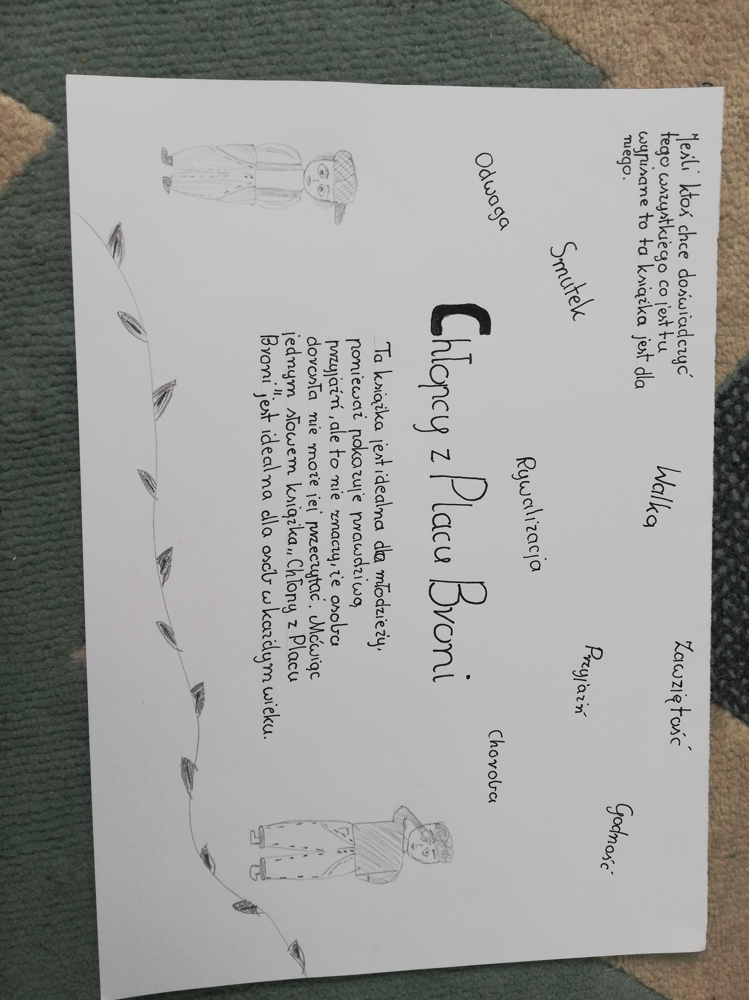 Jeśli ktoś chce doświadczyć
tego wszystkiego co jest tu
wypisane to ta książka jest dla
niego.
Walka
Zawziętość
Smutek
Przyjaźń
Godność
Odwaga
Rywalizacja
Choroba
Chłopcy z Placu Broni
Ta książka jest idealna dla młodzieży,
ponieważ pokazuje prawdziwą
przyjaźń, ale to nie znaczy, że osoba
dorosła nie może jej przeczytać. Mówiąc
jednym słowem książka,, Chłopy z Placu
Broni" jest idealna dla osób w każdym wieku.